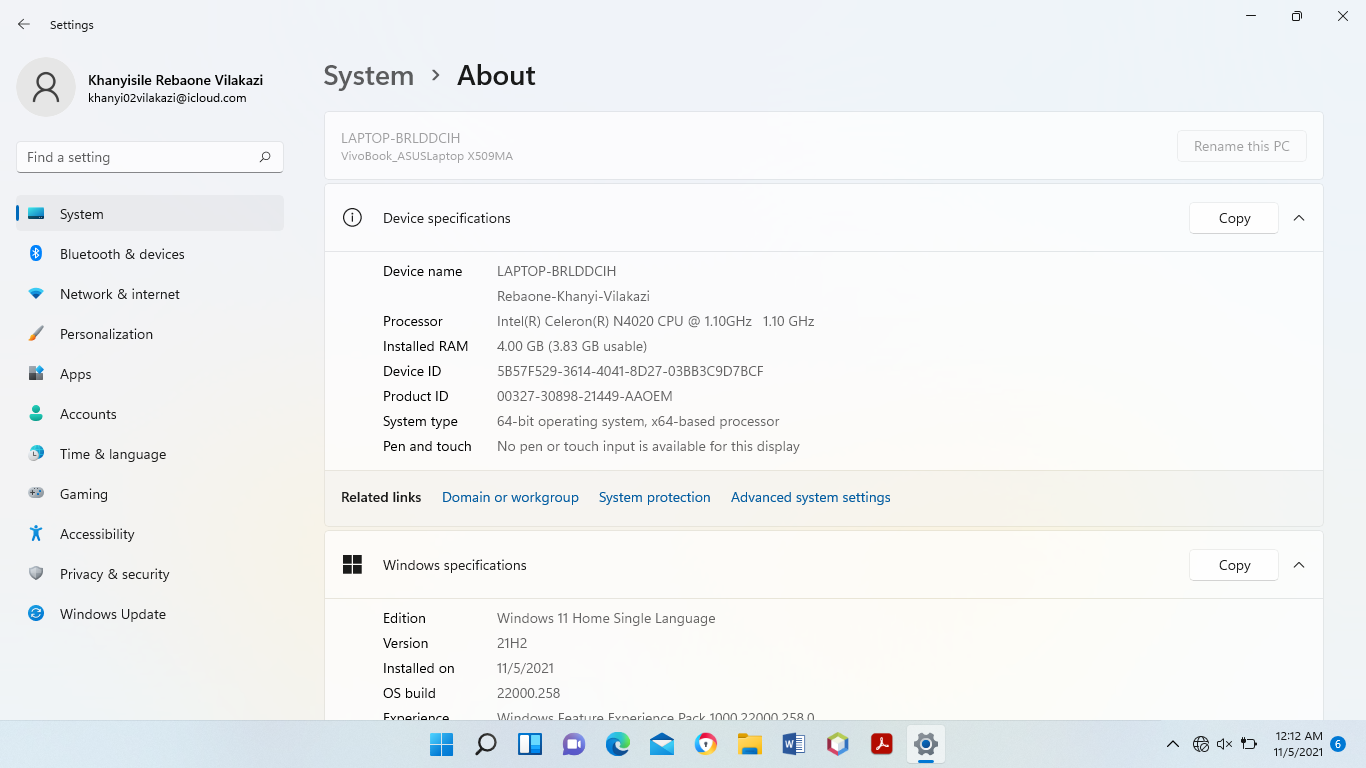 Settings
Khanyisile Rebaone Vilakazi
khanyi02vilakazi@icloud.com
Find a setting
System
Bluetooth & devices
Network & internet
Personalization
Apps
Accounts
Time & language
Gaming
Accessibility
Privacy & security
Windows Update
System > About
LAPTOP-BRLDDCIH
VivoBook_ASUSLaptop X509MA
Rename this PC
Device specifications Copy
Device name LAPTOP-BRLDDCIH
Rebaone-Khanyi-Vilakazi
Processor Intel(R) Celeron(R) N4020 CPU @ 1.10GHz 1.10 GHz
Installed RAM 4.00 GB (3.83 GB usable)
Device ID 5B57F529-3614-4041-8D27-03BB3C9D7BCF
Product ID 00327-30898-21449-AAOEM
System type 64-bit operating system, x64-based processor
Pen and touch No pen or touch input is available for this display
Related links Domain or workgroup System protection Advanced system settings
Windows specifications Copy
Edition Windows 11 Home Single Language
Version 21H2
Installed on 11/5/2021
OS build 22000.258
Experience Windows Feature Experience Pack 1000.22000.258.0
12:12 AM
11/5/2021 6